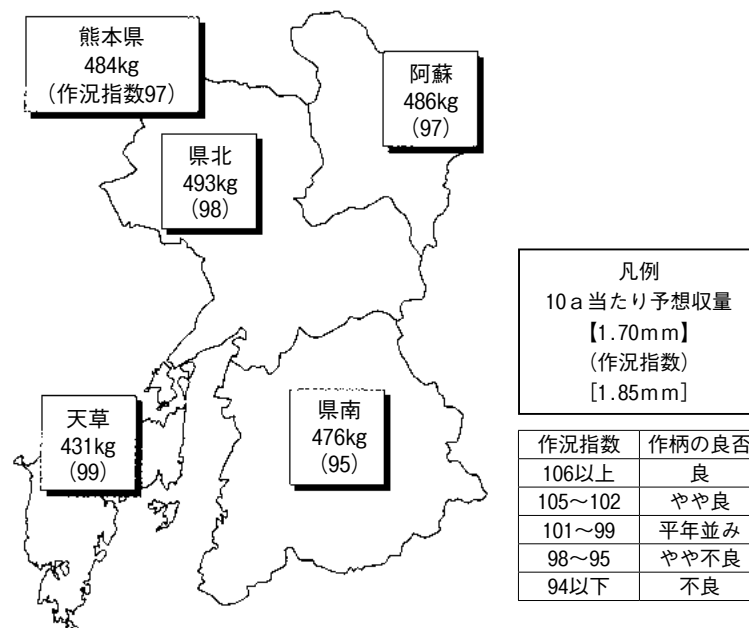 熊本県
484kg
(作況指数97)
阿蘇
486kg
(97)
県北
493kg
(98)
天草
431kg
(99)
県南
476kg
(95)
凡例
10a当たり予想収量
【1.70mm】
(作況指数)
[1.85mm]
作況指数 作柄の良否
106以上 良
105～102 やや良
101～99 平年並み
98～95 やや不良
94以下 不良